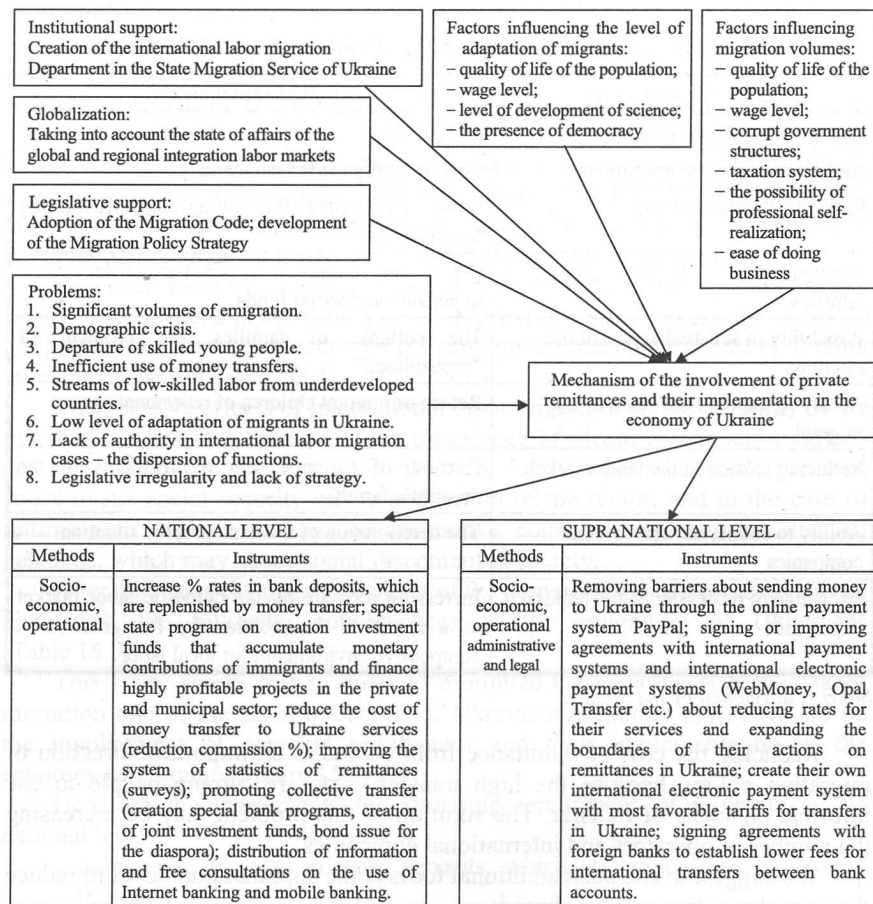 Institutional support:
Creation of the international labor migration
Department in the State Migration Service of Ukraine
Globalization:
Taking into account the state of affairs of the
global and regional integration labor markets
Legislative support:
Adoption of the Migration Code; development
of the Migration Policy Strategy
Factors influencing the level of
adaptation of migrants:
– quality of life of the population;
– wage level;
– level of development of science;
– the presence of democracy
Factors influencing
migration volumes:
– quality of life of the
population;
– wage level;
– corrupt government
structures;
– taxation system;
– the possibility of
professional self-
realization;
– ease of doing
business
Problems:
1. Significant volumes of emigration.
2. Demographic crisis.
3. Departure of skilled young people.
4. Inefficient use of money transfers.
5. Streams of low-skilled labor from underdeveloped
countries.
6. Low level of adaptation of migrants in Ukraine.
7. Lack of authority in international labor migration
cases – the dispersion of functions.
8. Legislative irregularity and lack of strategy.
Mechanism of the involvement of private
remittances and their implementation in the
economy of Ukraine
NATIONAL LEVEL
Methods
Instruments
Socio-
economic,
operational
Increase % rates in bank deposits, which
are replenished by money transfer; special
state program on creation investment
funds that accumulate monetary
contributions of immigrants and finance
highly profitable projects in the private
and municipal sector; reduce the cost of
money transfer to Ukraine services
(reduction commission %); improving the
system of statistics of remittances
(surveys); promoting collective transfer
(creation special bank programs, creation
of joint investment funds, bond issue for
the diaspora); distribution of information
and free consultations on the use of
Internet banking and mobile banking.
SUPRANATIONAL LEVEL
Methods
Instruments
Socio-
economic,
operational
administrative
and legal
Removing barriers about sending money
to Ukraine through the online payment
system PayPal; signing or improving
agreements with international payment
systems and international electronic
payment systems (WebMoney, Opal
Transfer etc.) about reducing rates for
their services and expanding the
boundaries of their actions on
remittances in Ukraine; create their own
international electronic payment system
with most favorable tariffs for transfers
in Ukraine; signing agreements with
foreign banks to establish lower fees for
international transfers between bank
accounts.